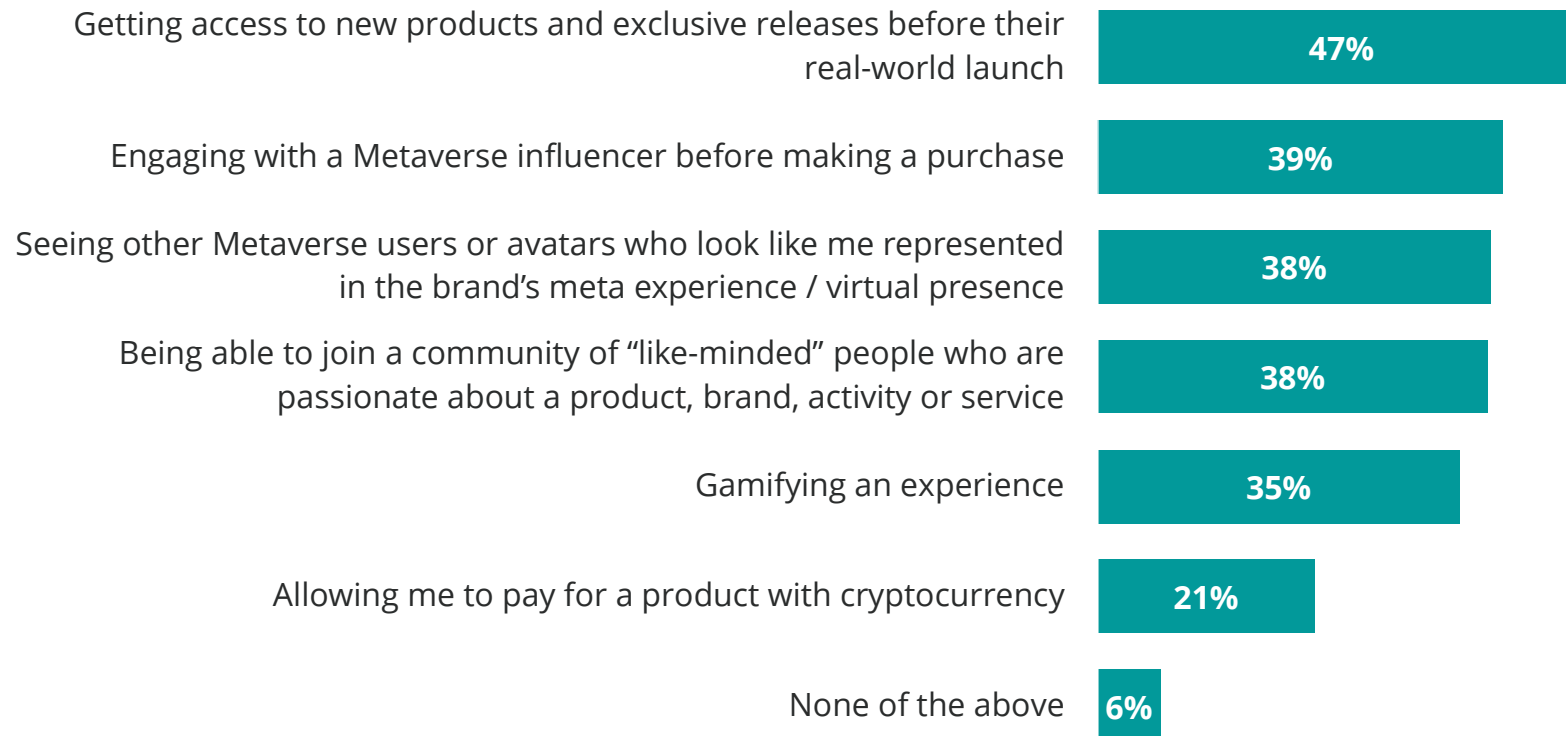 Getting access to new products and exclusive releases before their
real-world launch
47%
Engaging with a Metaverse influencer before making a purchase
39%
Seeing other Metaverse users or avatars who look like me represented
in the brand’s meta experience / virtual presence
38%
Being able to join a community of “like-minded” people who are
passionate about a product, brand, activity or service
38%
Gamifying an experience
35%
Allowing me to pay for a product with cryptocurrency
21%
None of the above
6%